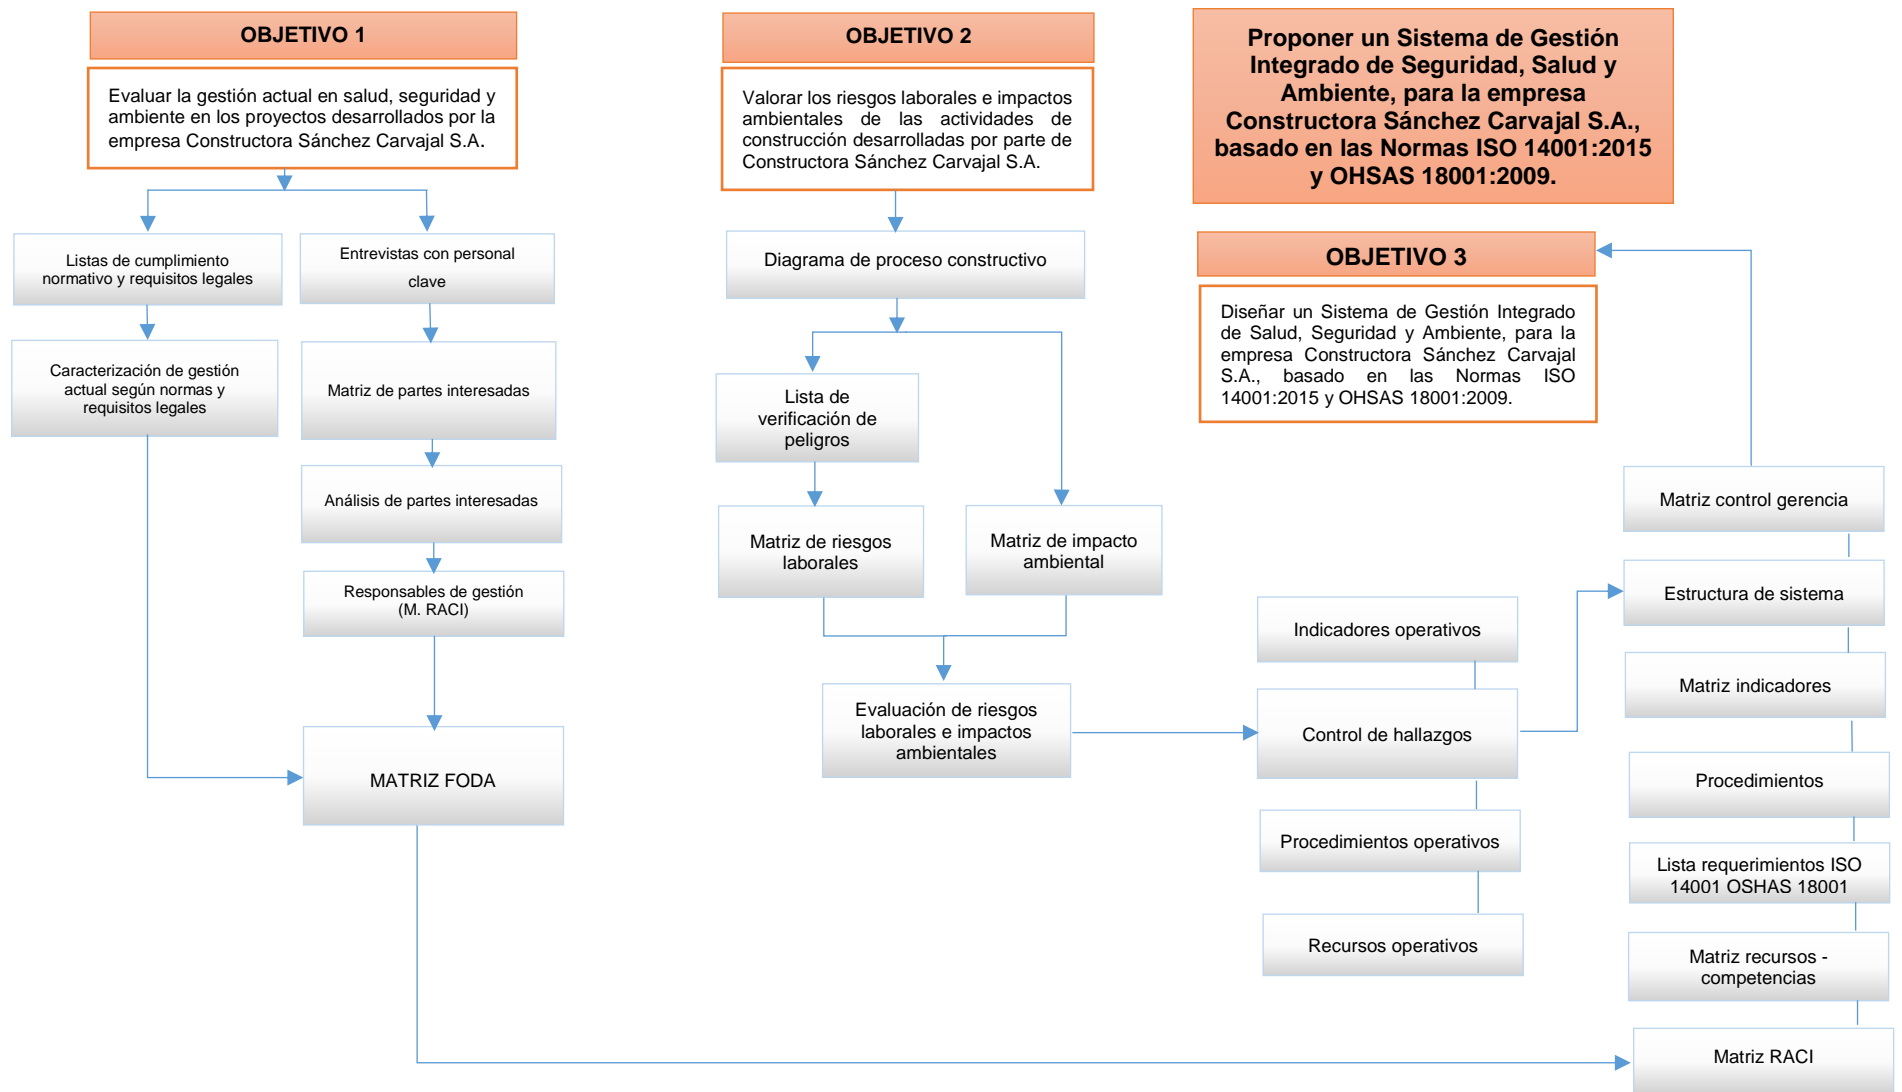 OBJETIVO 1
Evaluar la gestión actual en salud, seguridad y
ambiente en los proyectos desarrollados por la
empresa Constructora Sánchez Carvajal S.A.
Listas de cumplimiento
normativo y requisitos legales
Entrevistas con personal
clave
Caracterización de gestión
actual según normas y
requisitos legales
Matriz de partes interesadas
Análisis de partes interesadas
Responsables de gestión
(M. RACI)
MATRIZ FODA
OBJETIVO 2
Valorar los riesgos laborales e impactos
ambientales de las actividades de
construcción desarrolladas por parte de
Constructora Sánchez Carvajal S.A.
Diagrama de proceso constructivo
Lista de
verificación de
peligros
Matriz de riesgos
laborales
Matriz de impacto
ambiental
Evaluación de riesgos
laborales e impactos
ambientales
Proponer un Sistema de Gestión
Integrado de Seguridad, Salud y
Ambiente, para la empresa
Constructora Sánchez Carvajal S.A.,
basado en las Normas ISO 14001:2015
y OHSAS 18001:2009.
OBJETIVO 3
Diseñar un Sistema de Gestión Integrado
de Salud, Seguridad y Ambiente, para la
empresa Constructora Sánchez Carvajal
S.A., basado en las Normas ISO
14001:2015 y OHSAS 18001:2009.
Indicadores operativos
Control de hallazgos
Procedimientos operativos
Recursos operativos
Matriz control gerencia
Estructura de sistema
Matriz indicadores
Procedimientos
Lista requerimientos ISO
14001 OSHAS 18001
Matriz recursos -
competencias
Matriz RACI